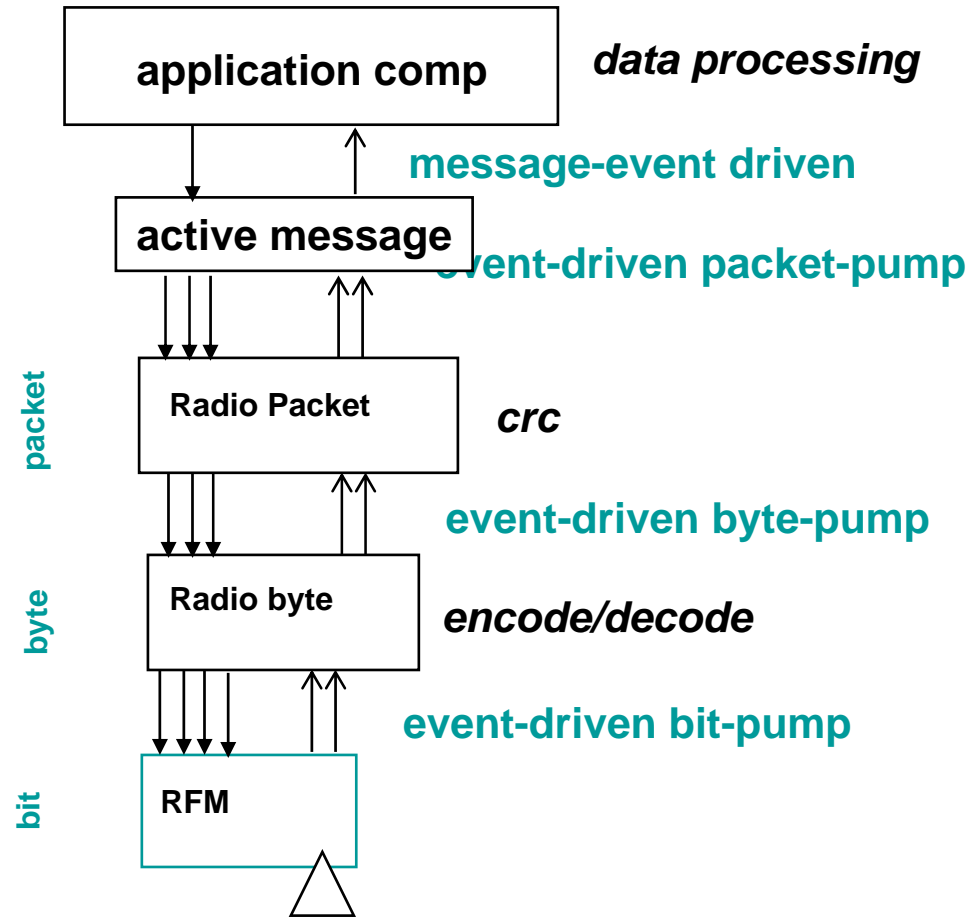 application comp
data processing
message-event driven
active message
event-driven packet-pump
packet
Radio Packet
crc
event-driven byte-pump
byte
Radio byte
encode/decode
event-driven bit-pump
bit
RFM